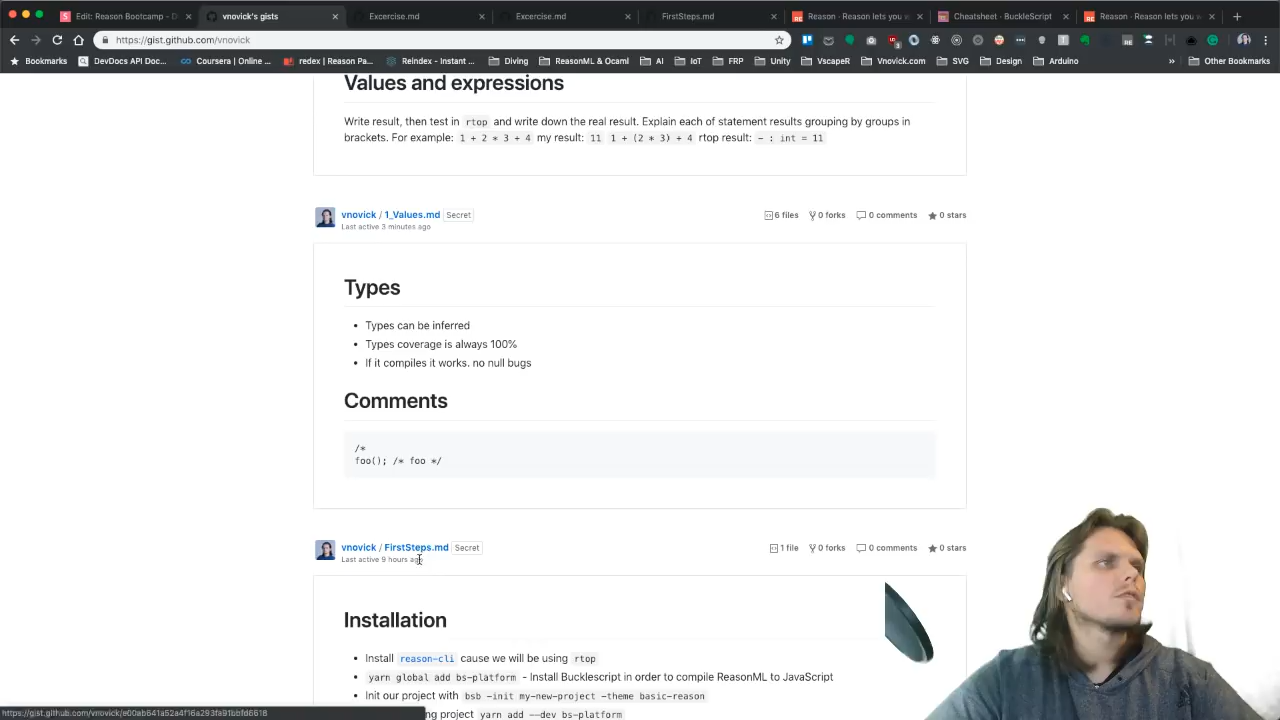 Edit: Reason Bootcamp - D
vnovick's gists
Excercise.md
Excercise.md
FirstSteps.md
Reason · Reason lets you w
Cheatsheet · BuckleScript
Reason · Reason lets you w
https://gist.github.com/vnovick
Bookmarks
DevDocs API Doc...
Coursera | Online ...
redex | Reason Pa...
Reindex - Instant ...
Diving
ReasonML & Ocaml
AI
IoT
FRP
Unity
VscapeR
Vnovick.com
SVG
Design
Arduino
»
Other Bookmarks
Values and expressions
Write result, then test in rtop and write down the real result. Explain each of statement results grouping by groups in
brackets. For example: 1 + 2 * 3 + 4 my result: 11 1 + (2 * 3) + 4 rtop result: - : int = 11
vnovick / 1_Values.md Secret
6 files 0 forks 0 comments 0 stars
Last active 3 minutes ago
Types
• Types can be inferred
• Types coverage is always 100%
• If it compiles it works. no null bugs
Comments
/*
foo(); /* foo */
vnovick / FirstSteps.md Secret
1 file 0 forks 0 comments 0 stars
Last active 9 hours ago
Installation
• Install reason-cli cause we will be using rtop
• yarn global add bs-platform - Install Bucklescript in order to compile ReasonML to JavaScript
• Init our project with bsb -init my-new-project -theme basic-reason
ng project yarn add --dev bs-platform